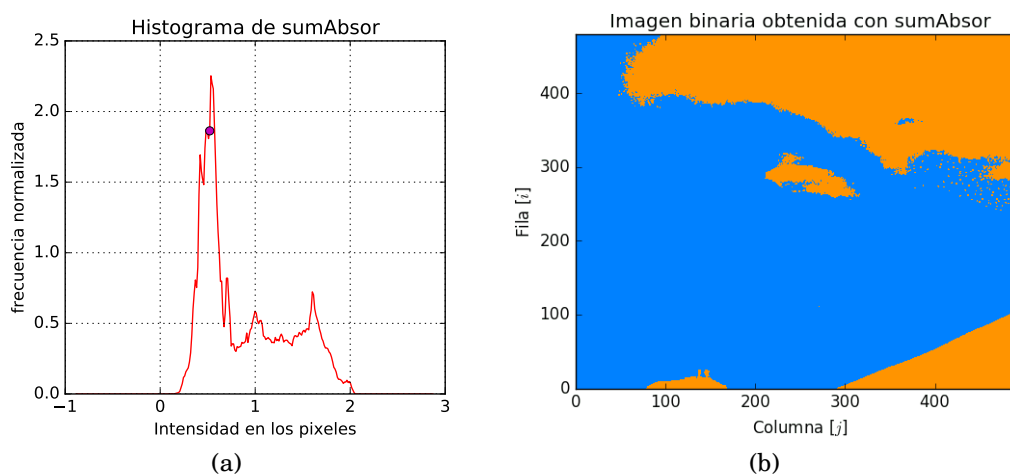 Histograma de sumAbsor
2.5
2.0
1.5
1.0
0.5
0.0
−1 0 1 2 3
frecuencia normalizada
Intensidad en los pixeles
(a)
Imagen binaria obtenida con sumAbsor
400
300
200
100
0
0 100 200 300 400
Fila [i]
Columna [j]
(b)